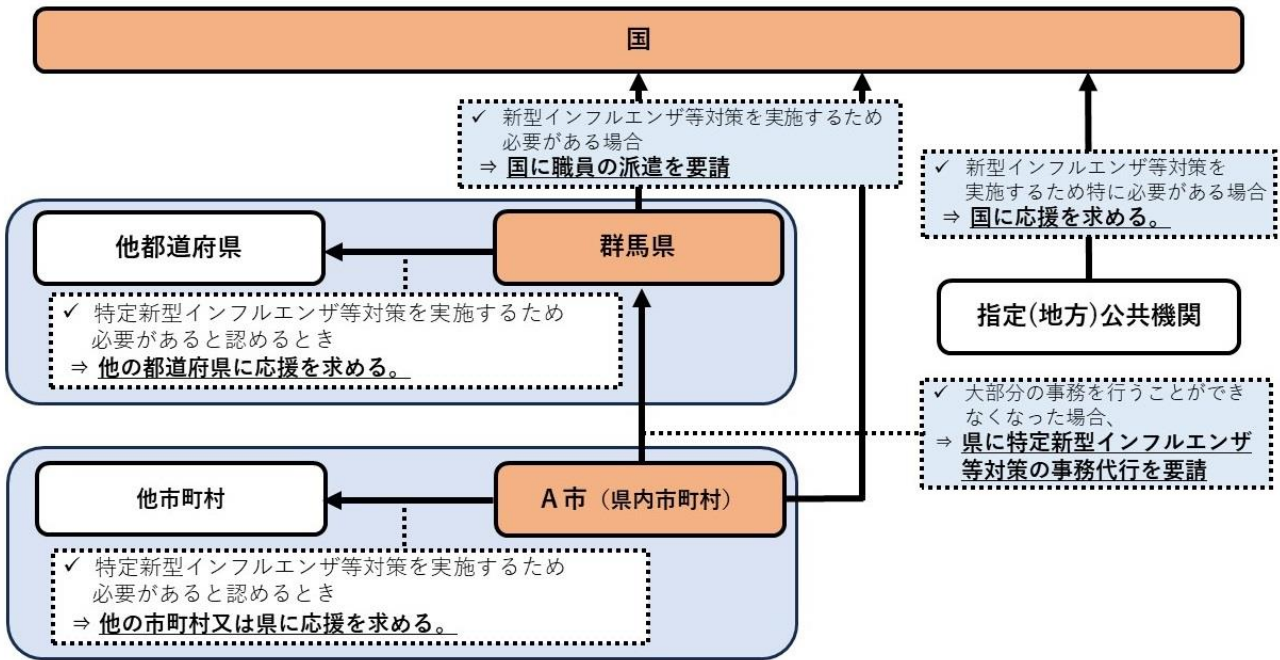 国
✓ 新型インフルエンザ等対策を実施するため
必要がある場合
⇒ 国に職員の派遣を要請
✓ 新型インフルエンザ等対策を
実施するため特に必要がある場合
⇒ 国に応援を求める。
他都道府県
群馬県
✓ 特定新型インフルエンザ等対策を実施するため
必要があると認めるとき
⇒ 他の都道府県に応援を求める。
指定(地方)公共機関
✓ 大部分の事務を行うことができ
なくなった場合、
⇒ 県に特定新型インフルエンザ
等対策の事務代行を要請
他市町村
A市（県内市町村）
✓ 特定新型インフルエンザ等対策を実施するため
必要があると認めるとき
⇒ 他の市町村又は県に応援を求める。